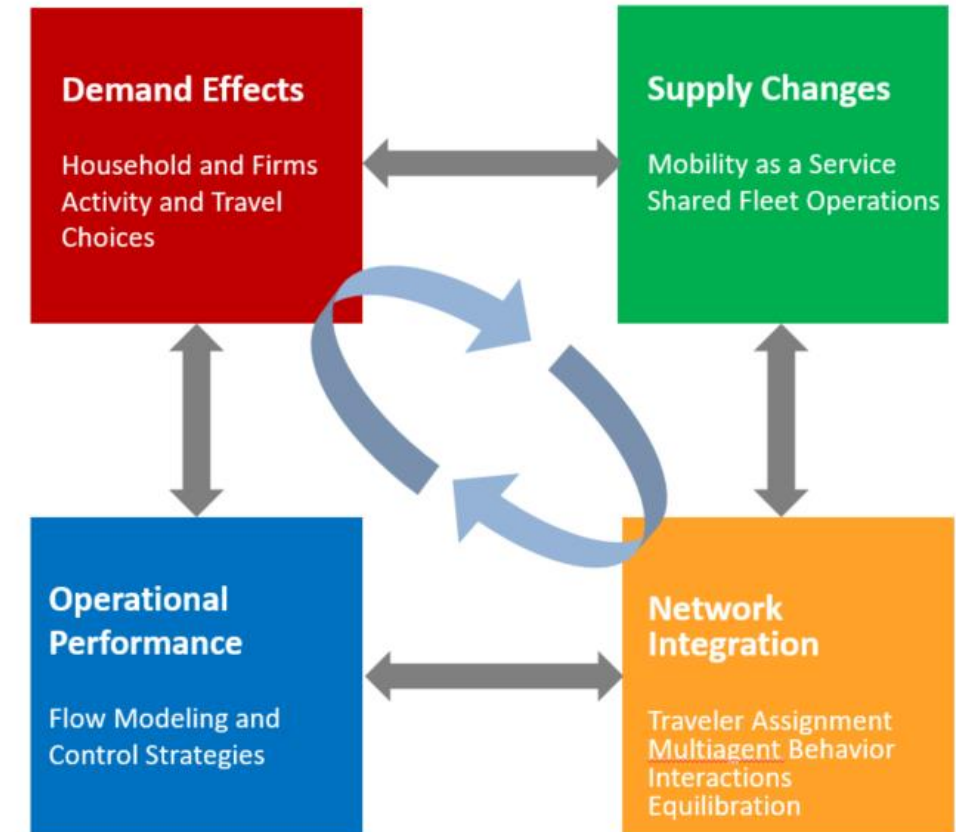 Demand Effects
Household and Firms
Activity and Travel
Choices
Supply Changes
Mobility as a Service
Shared Fleet Operations
Operational
Performance
Flow Modeling and
Control Strategies
Network
Integration
Traveler Assignment
Multiagent Behavior
Interactions
Equilibration